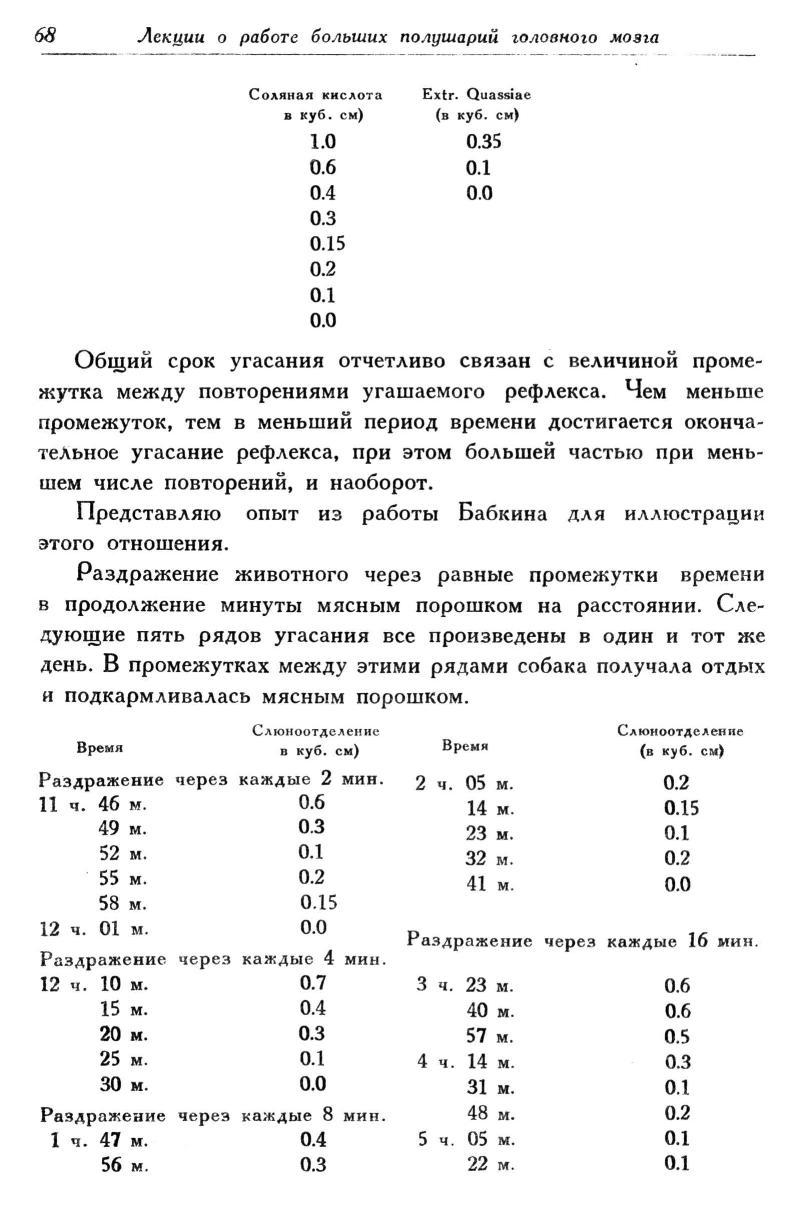 68 Лекции о работе больших полушарий головного мозга
Соляная кислота Extr. Quassiae
в куб. см) (в куб. см)
1.0 0.35
0.6 0.1
0.4 0.0
0.3
0.15
0.2
0.1
0.0
Общий срок угасания отчетливо связан с величиной проме-
жутка между повторениями угашаемого рефлекса. Чем меньше
промежуток, тем в меньший период времени достигается оконча-
тельное угасание рефлекса, при этом большей частью при мень-
шем числе повторений, и наоборот.
Представляю опыт из работы Бабкина для иллюстрации
этого отношения.
Раздражение животного через равные промежутки времени
в продолжение минуты мясным порошком на расстоянии. Сле-
дующие пять рядов угасания все произведены в один и тот же
день. В промежутках между этими рядами собака получала отдых
и подкармливалась мясным порошком.
Время Слюноотделение
в куб. см)
Раздражение через каждые 2 мин.
11 ч. 46 м. 0.6
49 м. 0.3
52 м. 0.1
55 м. 0.2
58 м. 0.15
12 ч. 01 м. 0.0
Раздражение через каждые 4 мин.
12 ч. 10 м. 0.7
15 м. 0.4
20 м. 0.3
25 м. 0.1
30 м. 0.0
Раздражение через каждые 8 мин.
1 ч. 47 м. 0.4
56 м. 0.3
Время Слюноотделение
(в куб. см)
2 ч. 05 м. 0.2
14 м. 0.15
23 м. 0.1
32 м. 0.2
41 м. 0.0
Раздражение через каждые 16 мин.
3 ч. 23 м. 0.6
40 м. 0.6
57 м. 0.5
4 ч. 14 м. 0.3
31 м. 0.1
48 м. 0.2
5 ч. 05 м. 0.1
22 м. 0.1